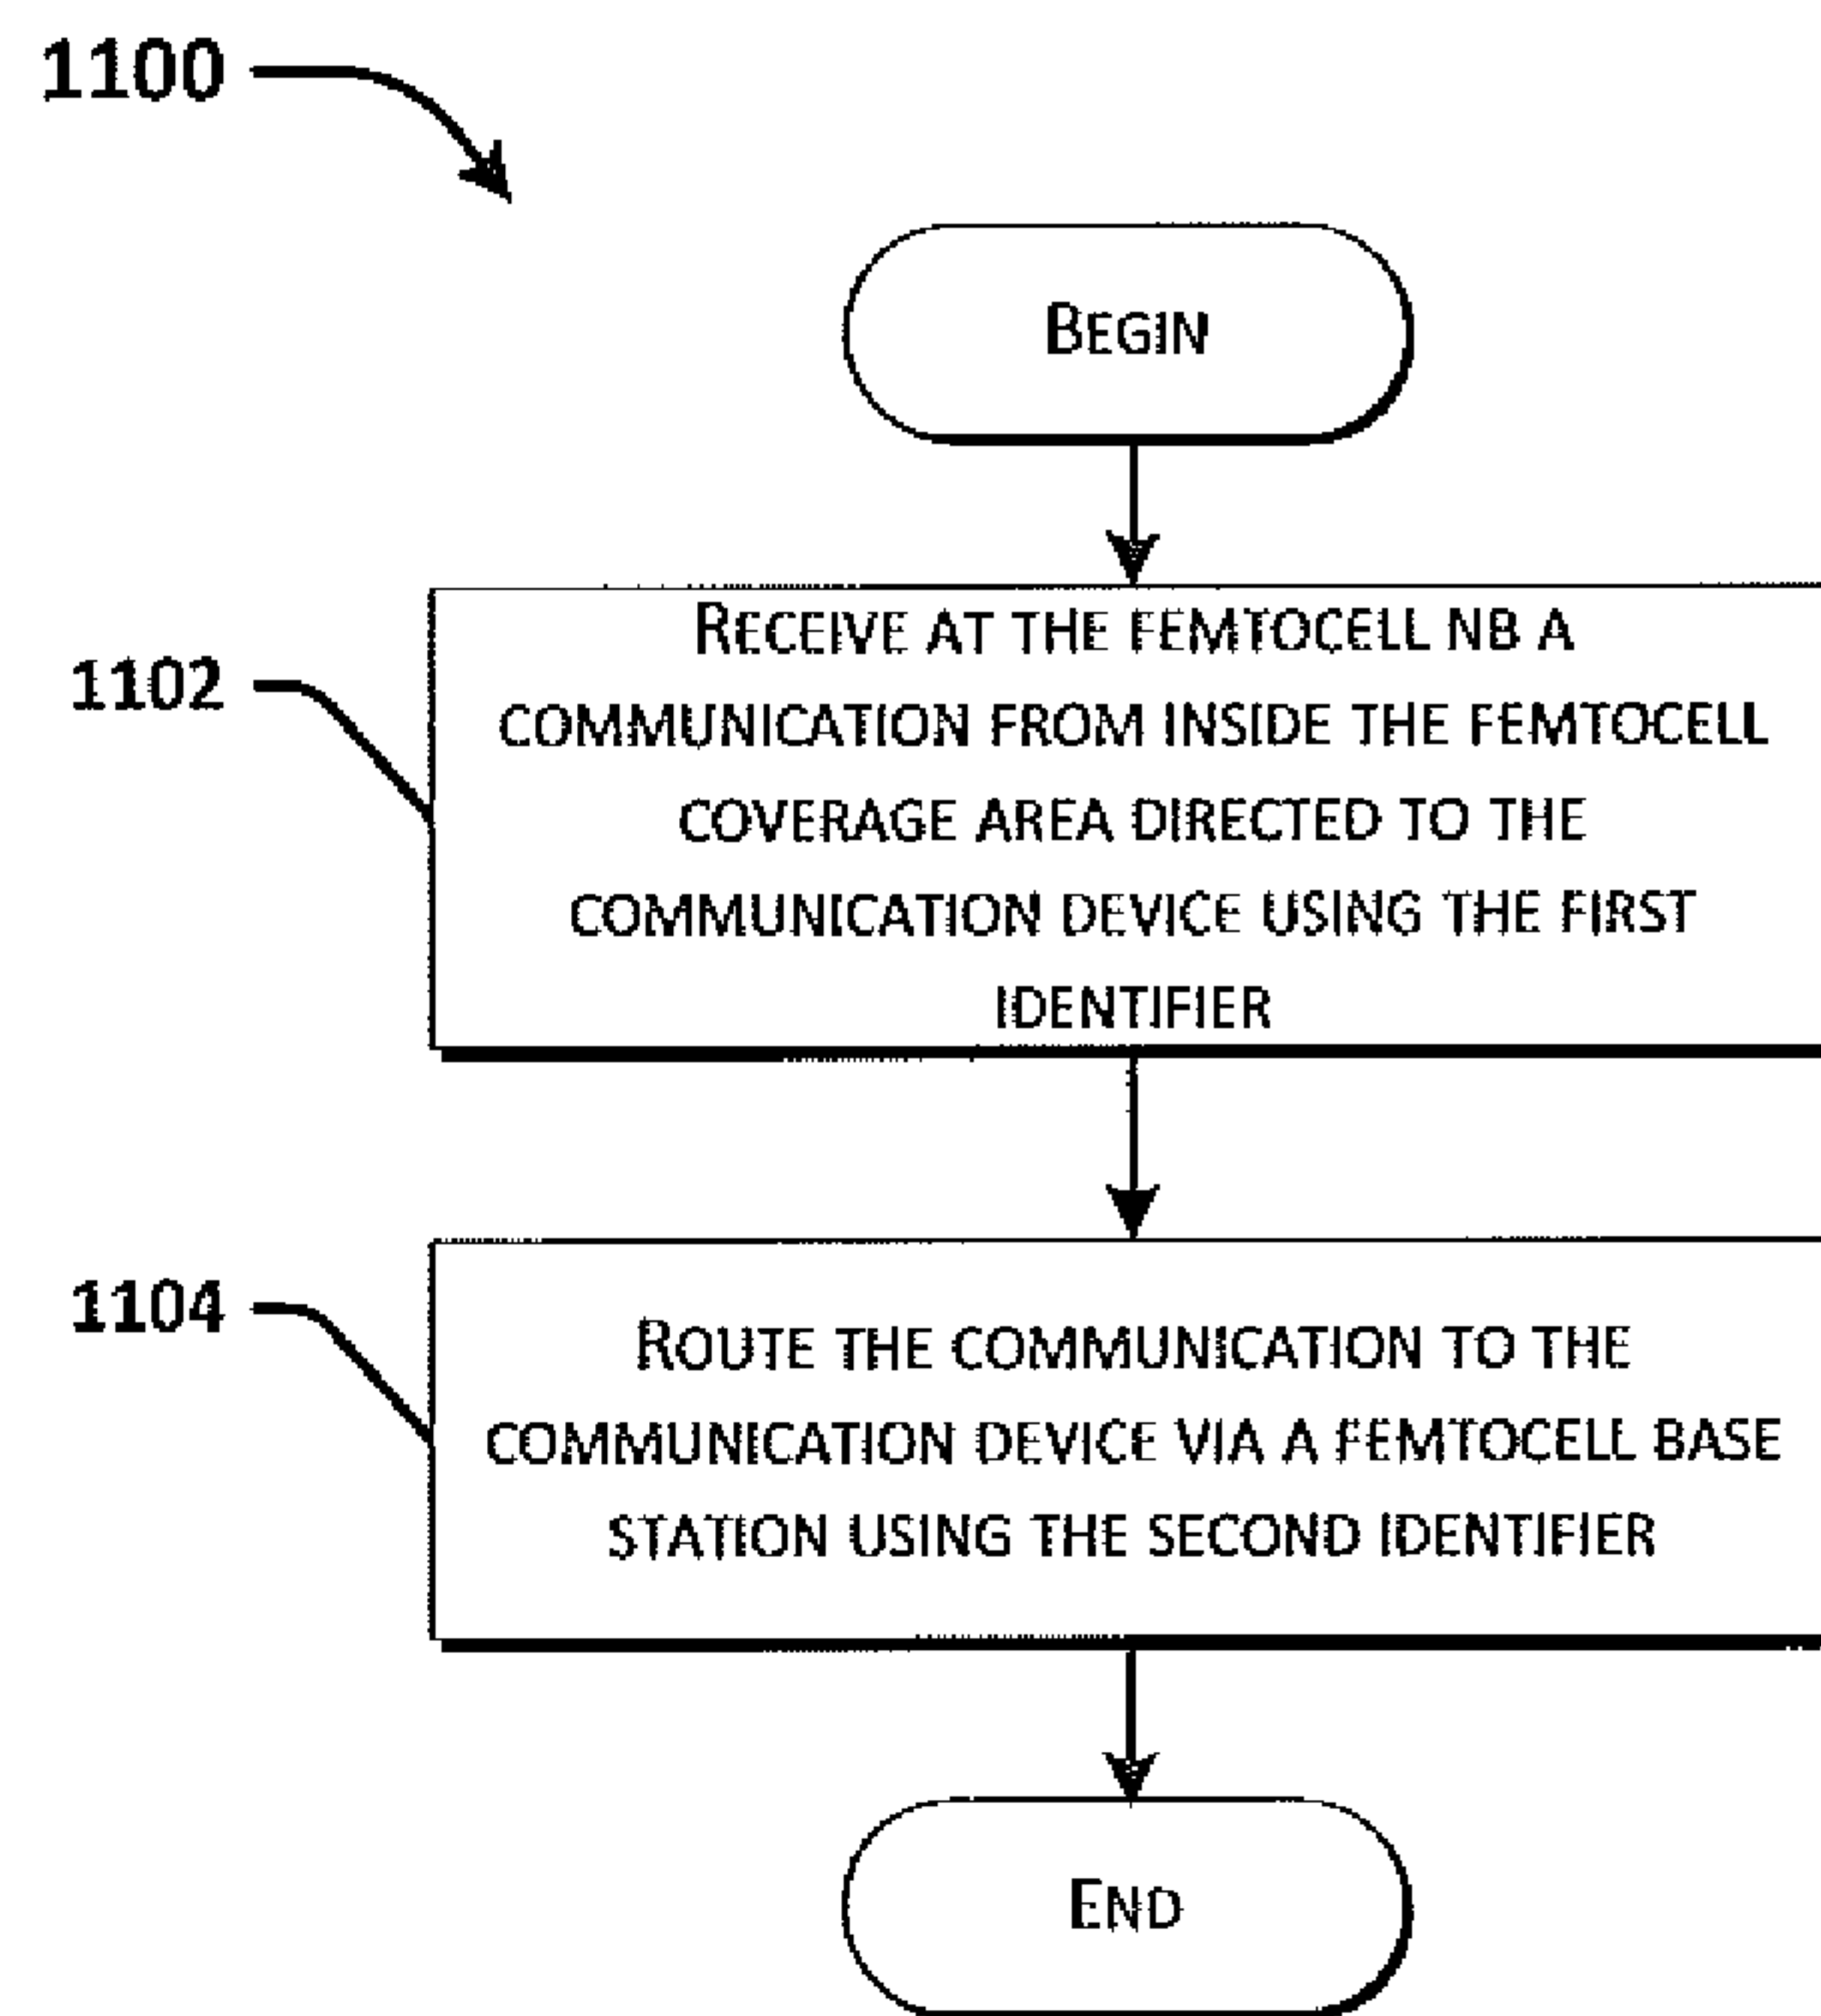 1100
BEGIN
RECEIVE AT THE FEMTOCELL NB A
1102
COMMUNICATION FROM INSIDE THE FEMTOCELL
COVERAGE AREA DIRECTED TO THE
COMMUNICATION DEVICE USING THE FIRST
IDENTIFIER
1104
ROUTE THE COMMUNICATION TO THE
COMMUNICATION DEVICE VIA A FEMTOCELL BASE
STATION USING THE SECOND IDENTIFIER
END